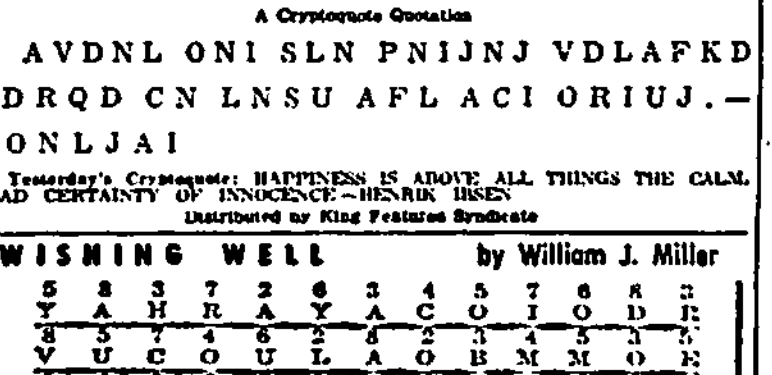 A Cryptoquote Quotation
AVDNL ONI SLN PNIJNJ VDLAFKD
DRQD CN LNSU AFL ACI ORIUJ.—
ONLJAI
Yesterday's Cryptoquote: HAPPINESS IS ABOVE ALL THINGS THE CALM,
AD CERTAINTY OF INNOCENCE—HENRIK IBSEN
Distributed by King Features Syndicate
WISHING WELL by William J. Miller
5 8 3 7 2 6 3 4 5 7 6 8 3
Y A H R A Y A C O I O D R
8 5 7 4 6 2 8 2 3 4 5 3 5
V U C O U L A O B M M O E